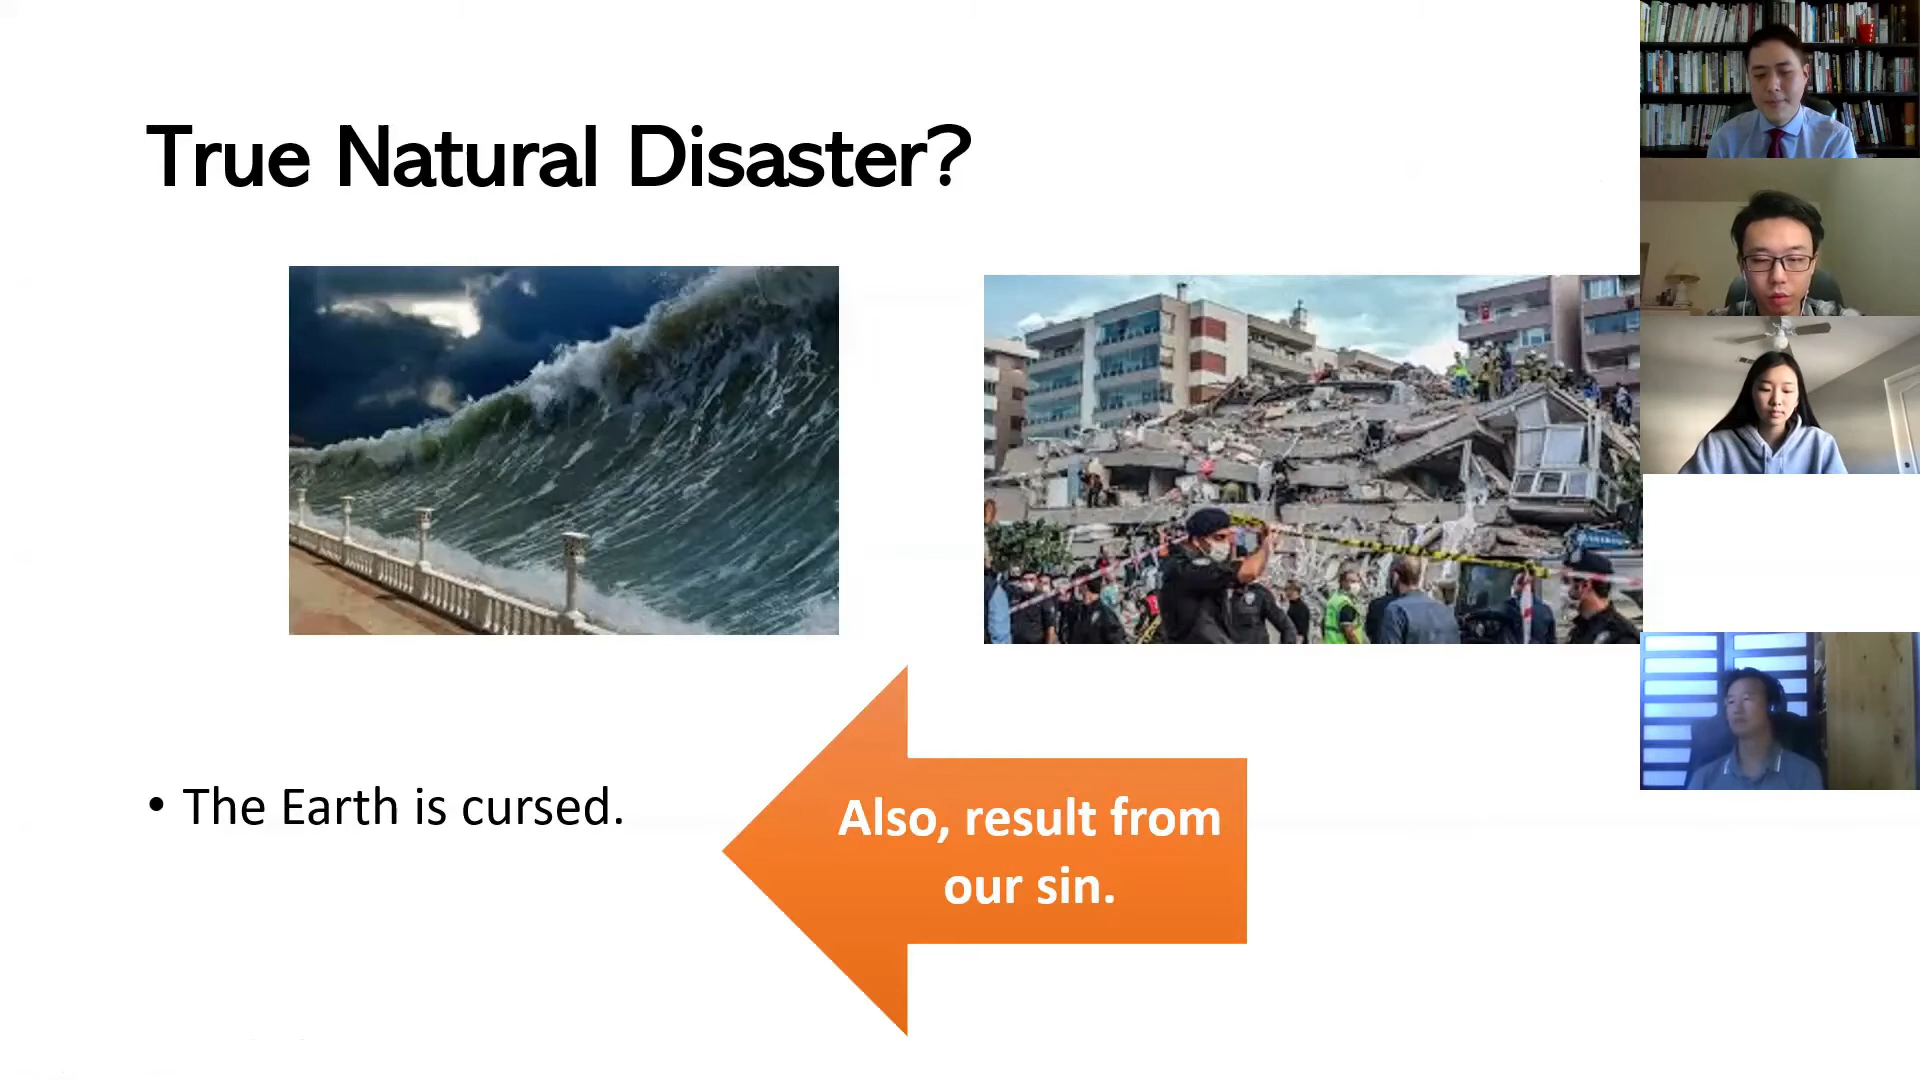 True Natural Disaster?
• The Earth is cursed.
Also, result from
our sin.